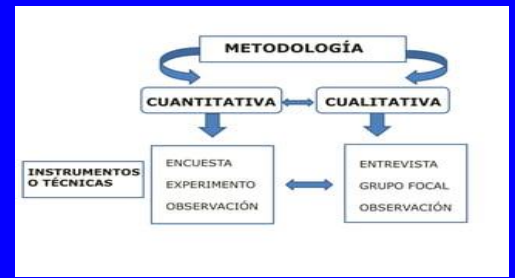 METODOLOGÍA
CUANTITATIVA
CUALITATIVA
INSTRUMENTOS
O TÉCNICAS
ENCUESTA
EXPERIMENTO
OBSERVACIÓN
ENTREVISTA
GRUPO FOCAL
OBSERVACIÓN